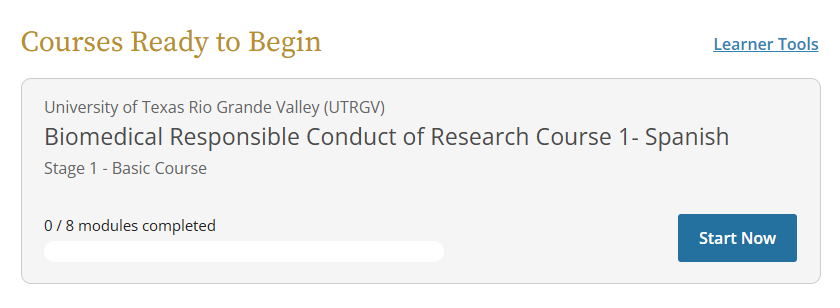 Courses Ready to Begin
Learner Tools
University of Texas Rio Grande Valley (UTRGV)
Biomedical Responsible Conduct of Research Course 1- Spanish
Stage 1 - Basic Course
0 / 8 modules completed
Start Now